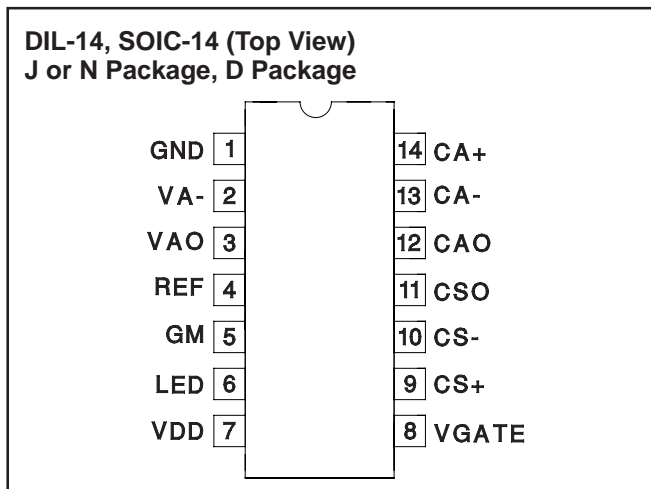 DIL-14, SOIC-14 (Top View)
J or N Package, D Package
GND 1 14 CA+
VA- 2 13 CA-
VAO 3 12 CAO
REF 4 11 CSO
GM 5 10 CS-
LED 6 9 CS+
VDD 7 8 VGATE